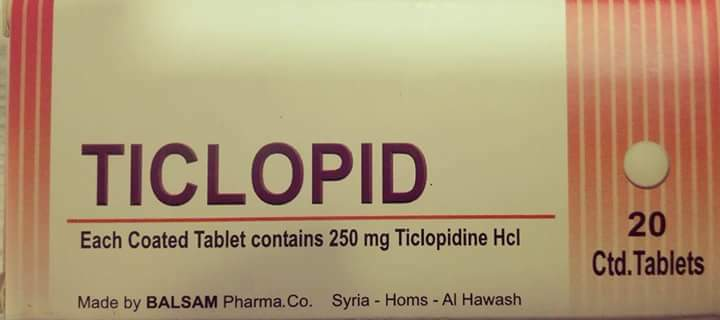 TICLOPID
Each Coated Tablet contains 250 mg Ticlopidine Hcl
20
Ctd.Tablets
Made by BALSAM Pharma.Co. Syria - Homs - Al Hawash